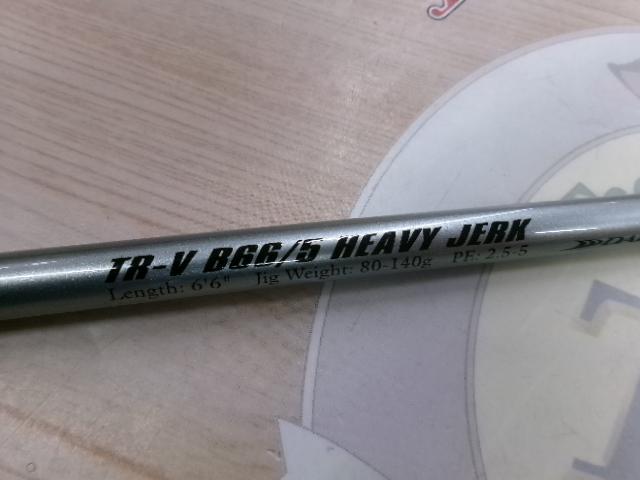 TR-V B66/5 HEAVY JERK
Length: 6'6" Jig Weight: 80-140g PE: 2.5-5